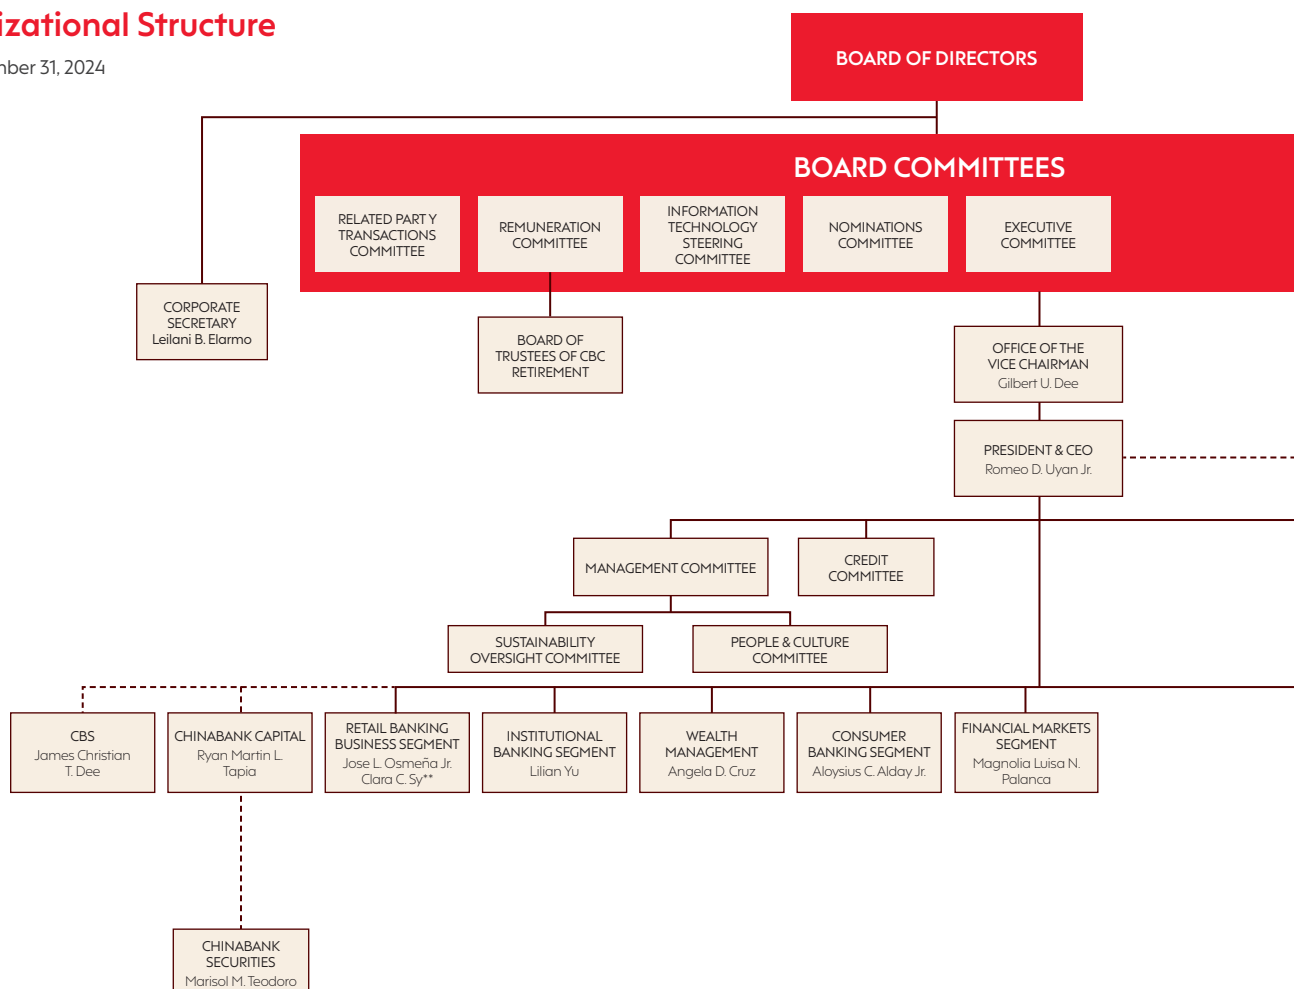 izational Structure
nber 31, 2024
BOARD OF DIRECTORS
BOARD COMMITTEES
RELATED PARTY
TRANSACTIONS
COMMITTEE
REMUNERATION
COMMITTEE
INFORMATION
TECHNOLOGY
STEERING
COMMITTEE
NOMINATIONS
COMMITTEE
EXECUTIVE
COMMITTEE
CORPORATE
SECRETARY
Leilani B. Elarmo
BOARD OF
TRUSTEES OF CBC
RETIREMENT
OFFICE OF THE
VICE CHAIRMAN
Gilbert U. Dee
PRESIDENT & CEO
Romeo D. Uyan Jr.
MANAGEMENT COMMITTEE
CREDIT
COMMITTEE
SUSTAINABILITY
OVERSIGHT COMMITTEE
PEOPLE & CULTURE
COMMITTEE
CBS
James Christian
T. Dee
CHINABANK CAPITAL
Ryan Martin L.
Tapia
RETAIL BANKING
BUSINESS SEGMENT
Jose L. Osmeña Jr.
Clara C. Sy**
INSTITUTIONAL
BANKING SEGMENT
Lilian Yu
WEALTH
MANAGEMENT
Angela D. Cruz
CONSUMER
BANKING SEGMENT
Aloysius C. Alday Jr.
FINANCIAL MARKETS
SEGMENT
Magnolia Luisa N.
Palanca
CHINABANK
SECURITIES
Marisol M. Teodoro